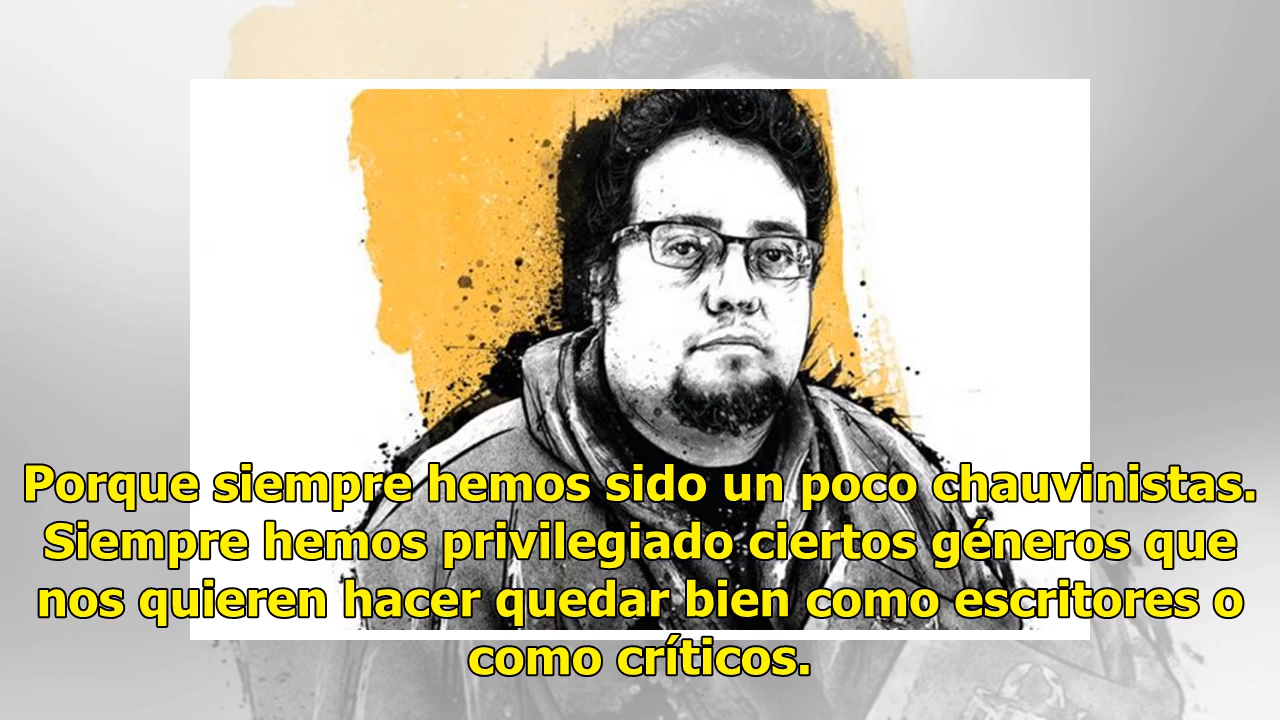 Porque siempre hemos sido un poco chauvinistas.
Siempre hemos privilegiado ciertos géneros que
nos quieren hacer quedar bien como escritores o
como críticos.